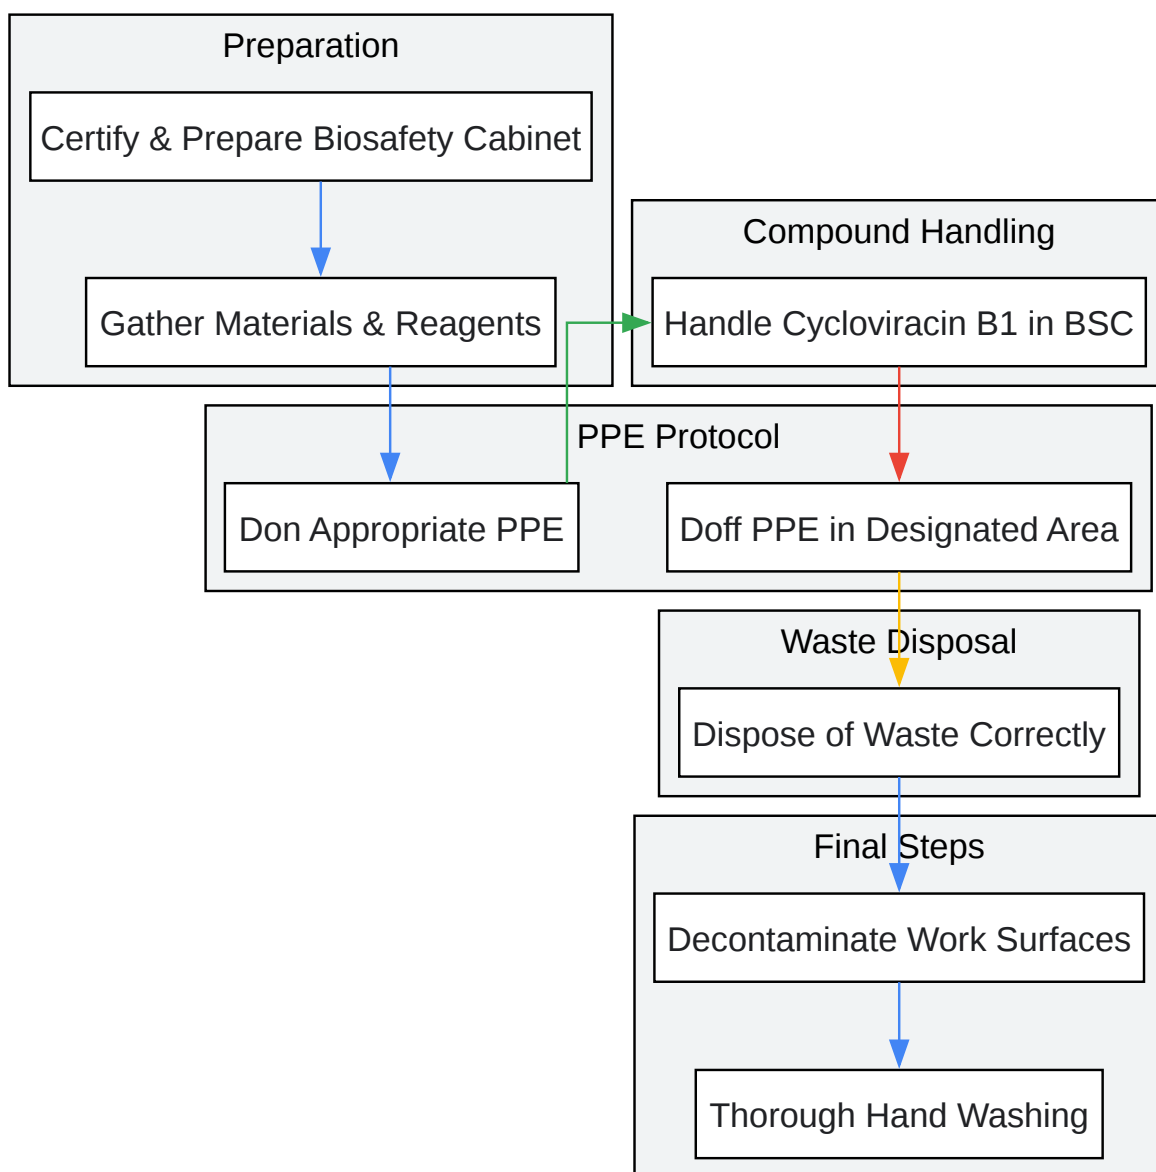 Preparation
Certify & Prepare Biosafety Cabinet
Gather Materials & Reagents
Compound Handling
Handle Cycloviracin B1 in BSC
PPE Protocol
Don Appropriate PPE
Doff PPE in Designated Area
Waste Disposal
Dispose of Waste Correctly
Final Steps
Decontaminate Work Surfaces
Thorough Hand Washing